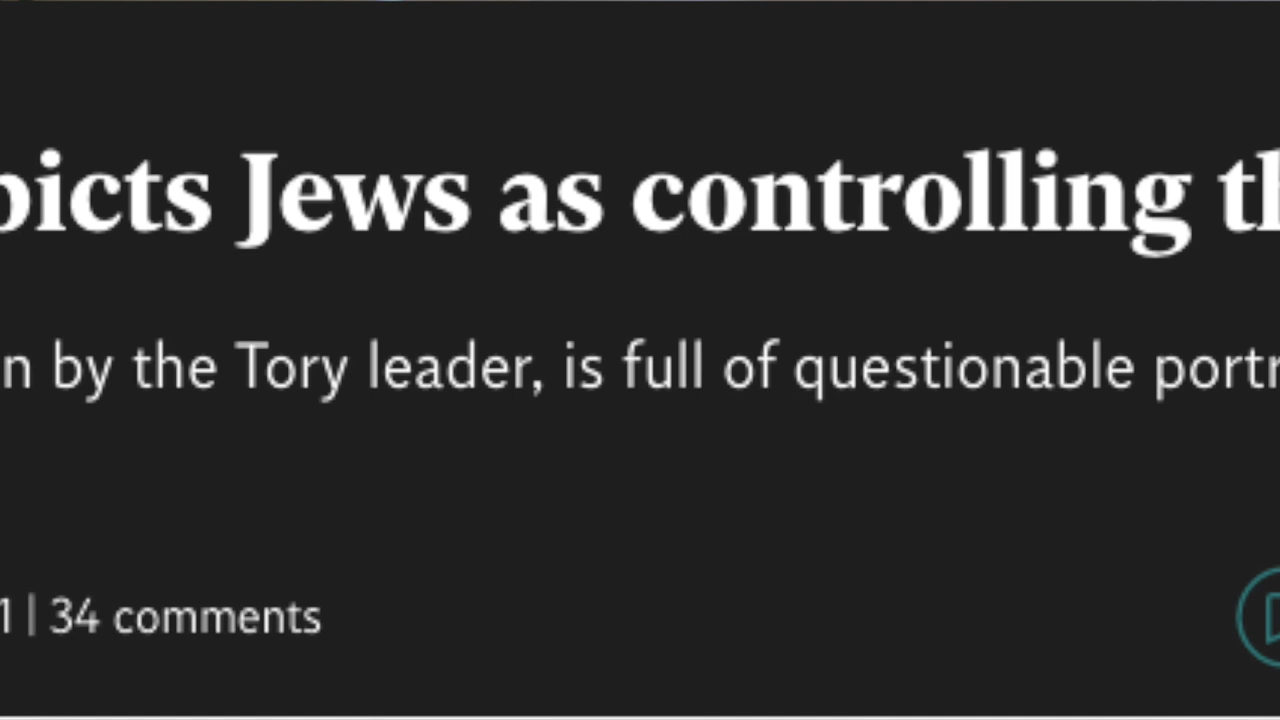 picts Jews as controlling th
n by the Tory leader, is full of questionable portr
1 | 34 comments